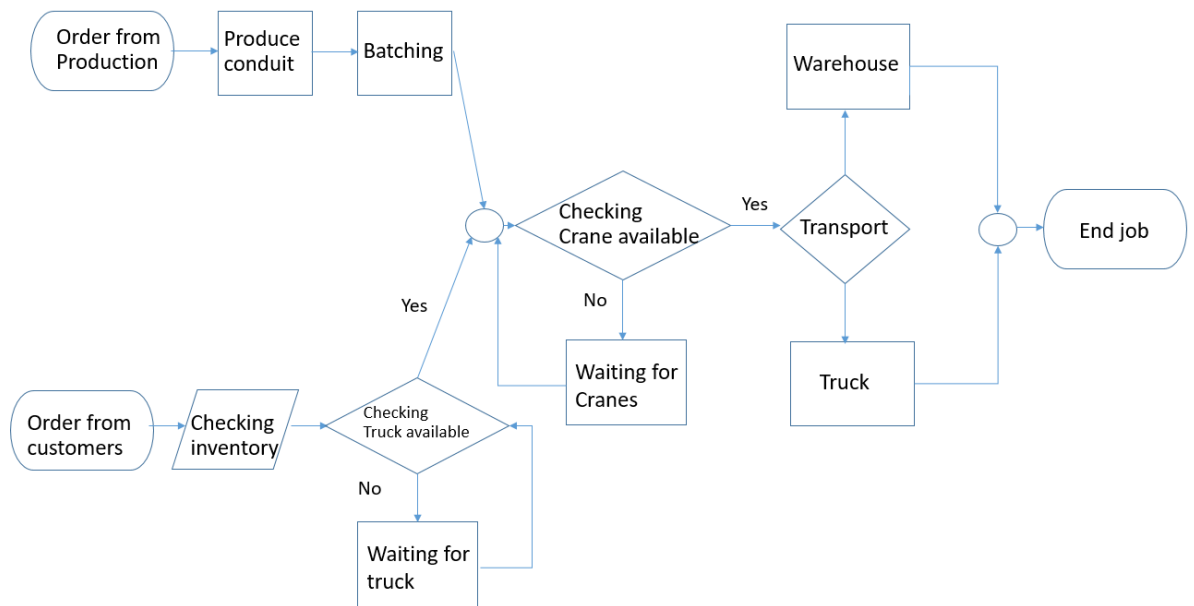 Order from
Production
Produce
conduit
Batching
Warehouse
Checking
Crane available
Yes
Transport
End job
No
Yes
Waiting for
Cranes
Truck
Order from
customers
Checking
inventory
Checking
Truck available
No
Waiting for
truck